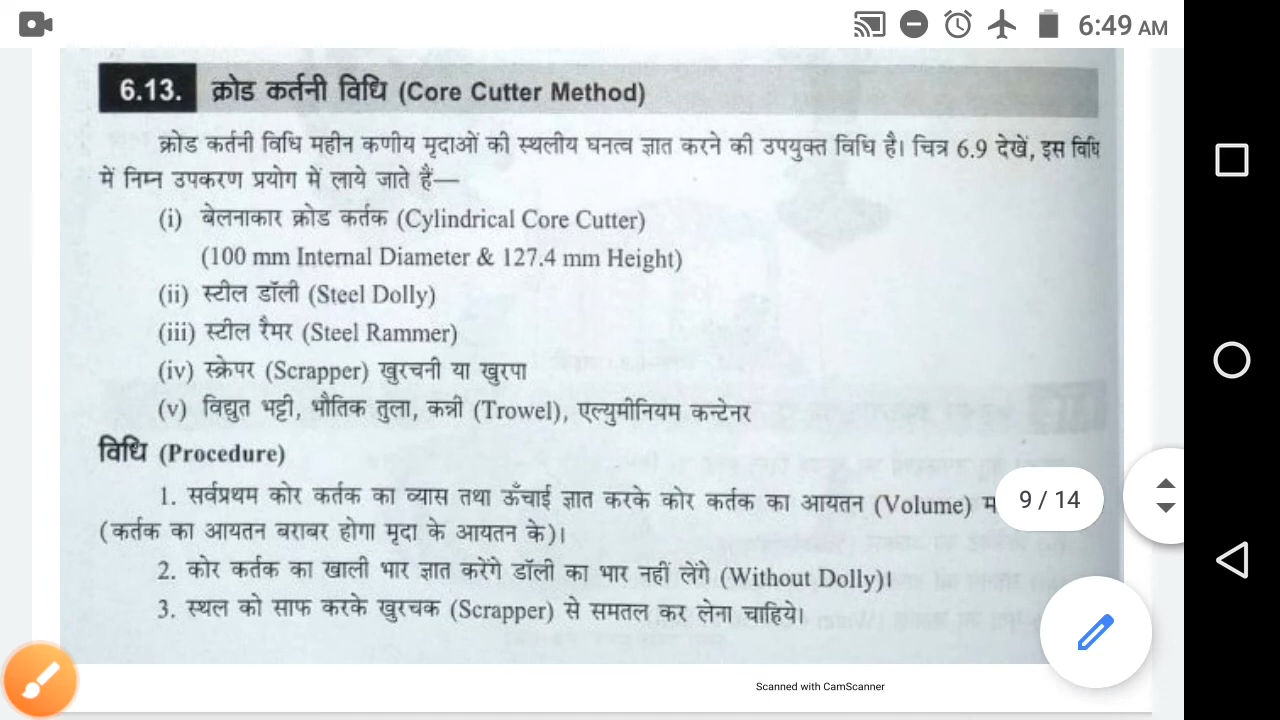 6:49 AM
6.13. क्रोड कर्तनी विधि (Core Cutter Method)
क्रोड कर्तनी विधि महीन कणीय मृदाओं की स्थलीय घनत्व ज्ञात करने की उपयुक्त विधि है। चित्र 6.9 देखें, इस विधि
में निम्न उपकरण प्रयोग में लाये जाते हैं—
(i) बेलनाकार क्रोड कर्तक (Cylindrical Core Cutter)
(100 mm Internal Diameter & 127.4 mm Height)
(ii) स्टील डॉली (Steel Dolly)
(iii) स्टील रैमर (Steel Rammer)
(iv) स्क्रेपर (Scrapper) खुरचनी या खुरपा
(v) विद्युत भट्टी, भौतिक तुला, कन्नी (Trowel), एल्युमीनियम कन्टेनर
विधि (Procedure)
1. सर्वप्रथम कोर कर्तक का व्यास तथा ऊँचाई ज्ञात करके कोर कर्तक का आयतन (Volume)
9 / 14
(कर्तक का आयतन बराबर होगा मृदा के आयतन के)।
2. कोर कर्तक का खाली भार ज्ञात करेंगे डॉली का भार नहीं लेंगे (Without Dolly)।
3. स्थल को साफ करके खुरचक (Scrapper) से समतल कर लेना चाहिये।
Scanned with CamScanner